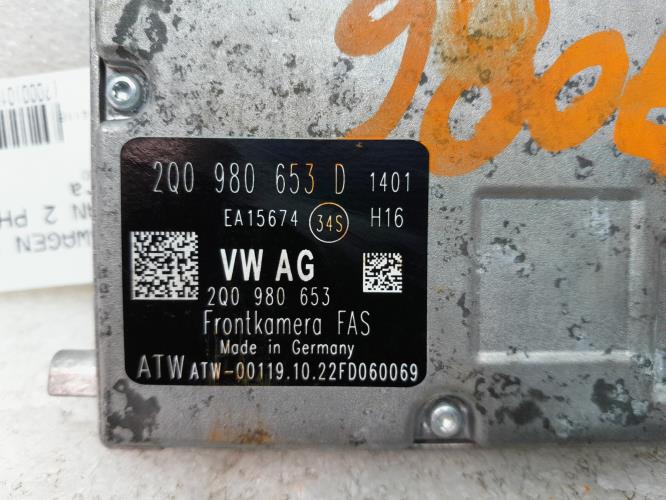 2Q0 980 653 D 1401
EA15674 34S H16
VW AG
2Q0 980 653
Frontkamera FAS
Made in Germany
ATW ATW-00119.10.22FD060069